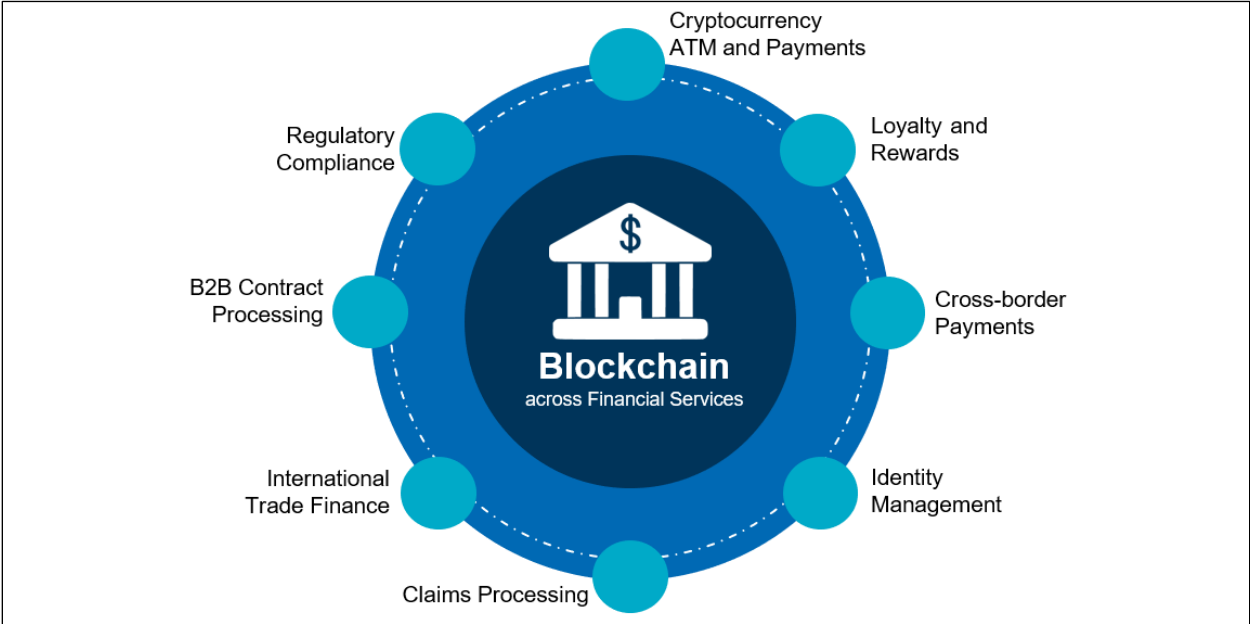 Cryptocurrency
ATM and Payments
Loyalty and
Rewards
Cross-border
Payments
Identity
Management
Claims Processing
International
Trade Finance
B2B Contract
Processing
Regulatory
Compliance
$
Blockchain
across Financial Services